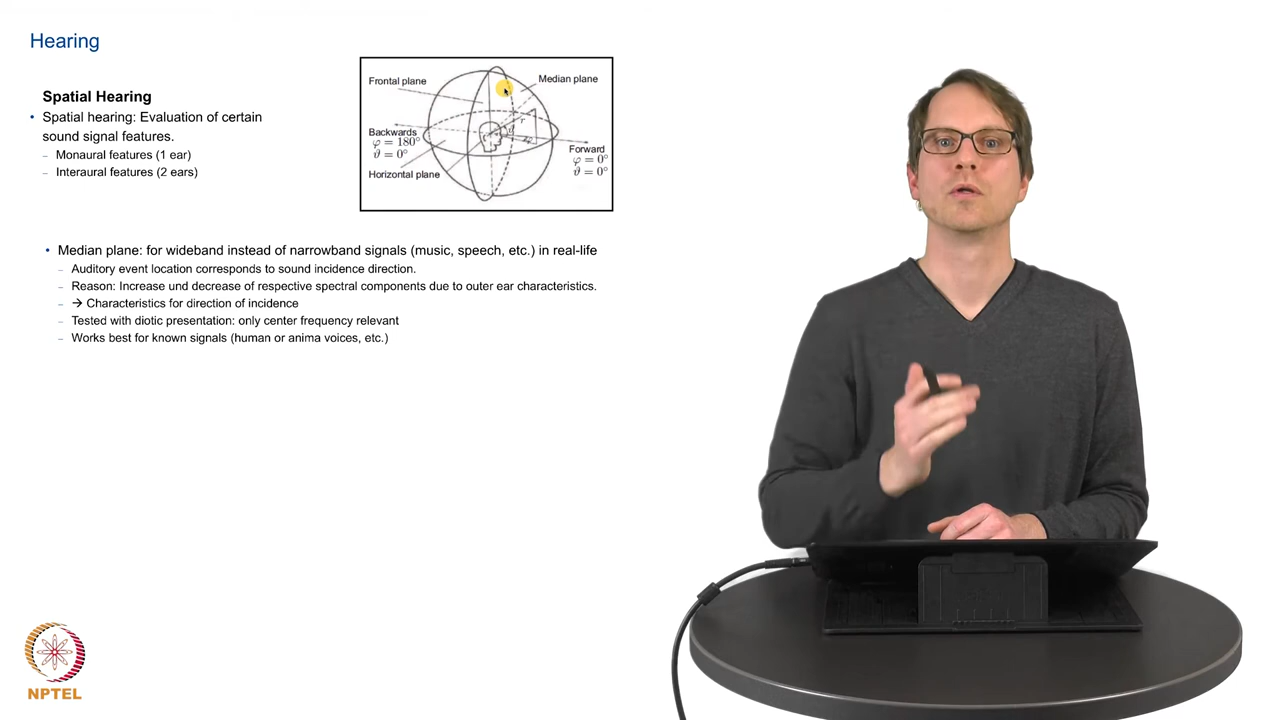 Hearing
Spatial Hearing
• Spatial hearing: Evaluation of certain
sound signal features.
– Monaural features (1 ear)
– Interaural features (2 ears)
Frontal plane
Median plane
Backwards
φ = 180°
ϑ = 0°
Horizontal plane
r
Forward
φ = 0°
ϑ = 0°
• Median plane: for wideband instead of narrowband signals (music, speech, etc.) in real-life
– Auditory event location corresponds to sound incidence direction.
– Reason: Increase und decrease of respective spectral components due to outer ear characteristics.
– → Characteristics for direction of incidence
– Tested with diotic presentation: only center frequency relevant
– Works best for known signals (human or anima voices, etc.)
NPTEL